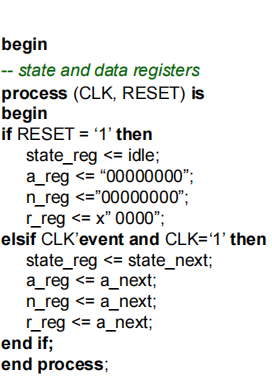 begin
-- state and data registers
process (CLK, RESET) is
begin
if RESET = ‘1’ then
state_reg <= idle;
a_reg <= “00000000”;
n_reg <=”00000000”;
r_reg <= x” 0000”;
elsif CLK’event and CLK=‘1’ then
state_reg <= state_next;
a_reg <= a_next;
n_reg <= a_next;
r_reg <= a_next;
end if;
end process;